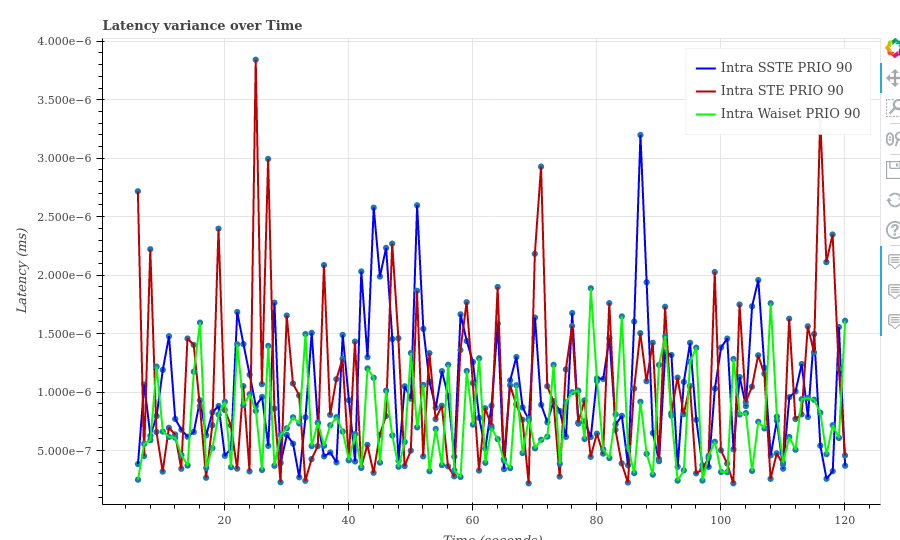 Latency variance over Time
4.000e-6
3.500e-6
3.000e-6
2.500e-6
2.000e-6
1.500e-6
1.000e-6
5.000e-7
Latency (ms)
Intra SSTE PRIO 90
Intra STE PRIO 90
Intra Waiset PRIO 90
20
40
60
80
100
120
Time (seconds)